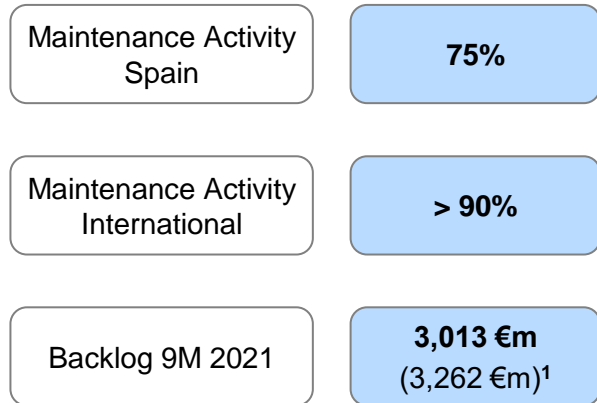 Maintenance Activity
Spain
75%
Maintenance Activity
International
> 90%
Backlog 9M 2021
3,013 €m
(3,262 €m)¹